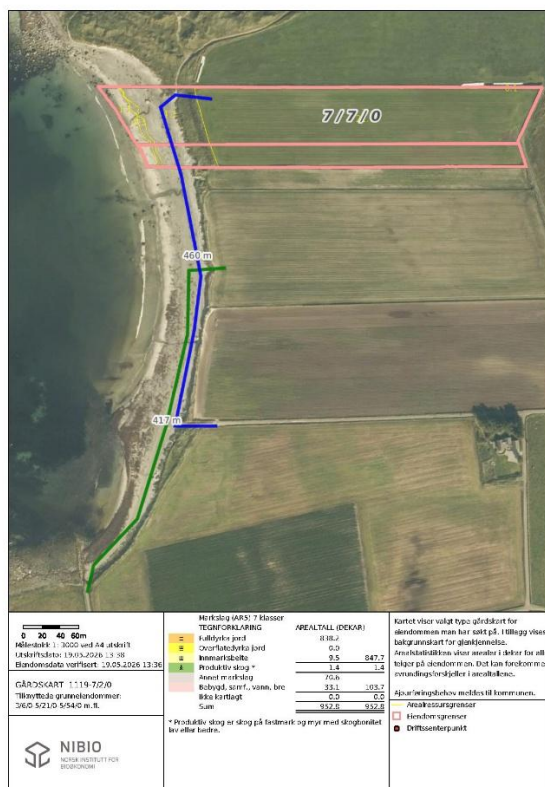 7/7/0
460 m
417 m
0 20 40 60m
Målestokk 1: 3000 ved A4 utskrift
Utskriftsdato: 19.05.2026 13:38
Eiendomsdata verifisert: 19.05.2026 13:36
GÅRDSKART 1119-7/2/0
Tilknyttede grunneiendommer:
3/6/0-5/21/0-5/54/0 m.fl.
NIBIO
NORSK INSTITUTT FOR
BIOØKONOMI
Markslag (AR5) 7 klasser
TEGNFORKLARING AREALTALL (DEKAR)
Fulldyrka jord 838.2
Overflatedyrka jord 0.0
Innmarksbeite 9.5 847.7
Produktiv skog * 1.4 1.4
Annet markslag 70.6
Bebygd, samf., vann, bre 33.1 103.7
Ikke kartlagt 0.0 0.0
Sum 952.8 952.8
* Produktiv skog er skog på fastmark og myr med skogbonitet
lav eller bedre.
Kartet viser valgt type gårdskart for
eiendommen man har søkt på. I tillegg vises
bakgrunnskart for gjenkjennelse.
Arealstatistikken viser arealer i dekar for alle
teiger på eiendommen. Det kan forekomme
avrundingsforskjeller i arealtallene.
Ajourføringsbehov meldes til kommunen.
Arealressursgrenser
Eiendomsgrenser
Driftssenterpunkt